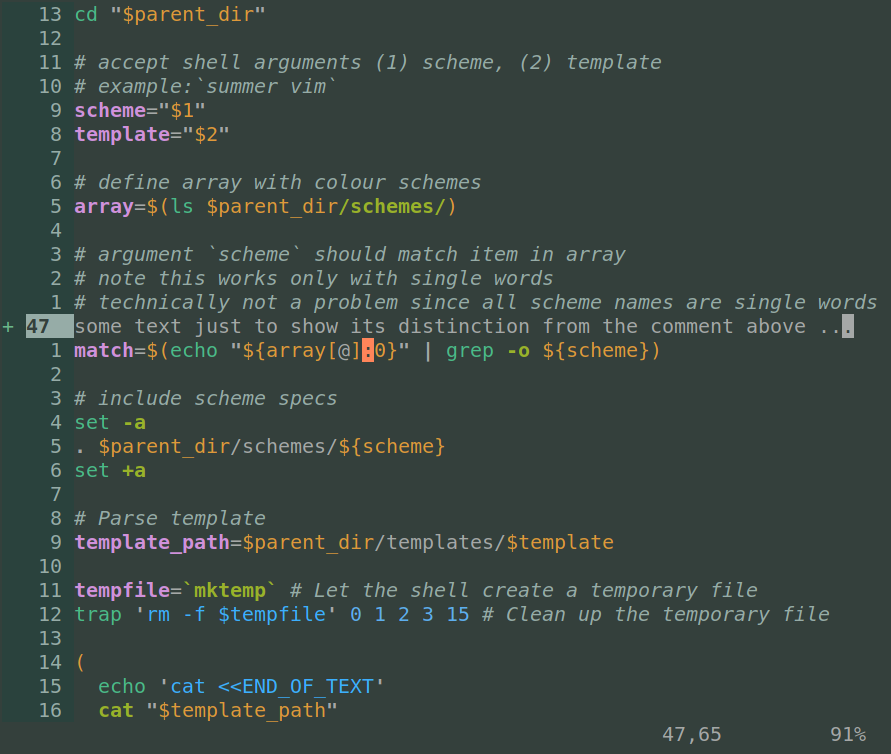 13 cd "$parent_dir"
12
11 # accept shell arguments (1) scheme, (2) template
10 # example:`summer vim`
9 scheme="$1"
8 template="$2"
7
6 # define array with colour schemes
5 array=$(ls $parent_dir/schemes/)
4
3 # argument `scheme` should match item in array
2 # note this works only with single words
1 # technically not a problem since all scheme names are single words
+ 47 some text just to show its distinction from the comment above ...
1 match=$(echo "${array[@]:0}" | grep -o ${scheme})
2
3 # include scheme specs
4 set -a
5 . $parent_dir/schemes/${scheme}
6 set +a
7
8 # Parse template
9 template_path=$parent_dir/templates/$template
10
11 tempfile=`mktemp` # Let the shell create a temporary file
12 trap 'rm -f $tempfile' 0 1 2 3 15 # Clean up the temporary file
13
14 (
15   echo 'cat <<END_OF_TEXT'
16   cat "$template_path"
47,65 91%